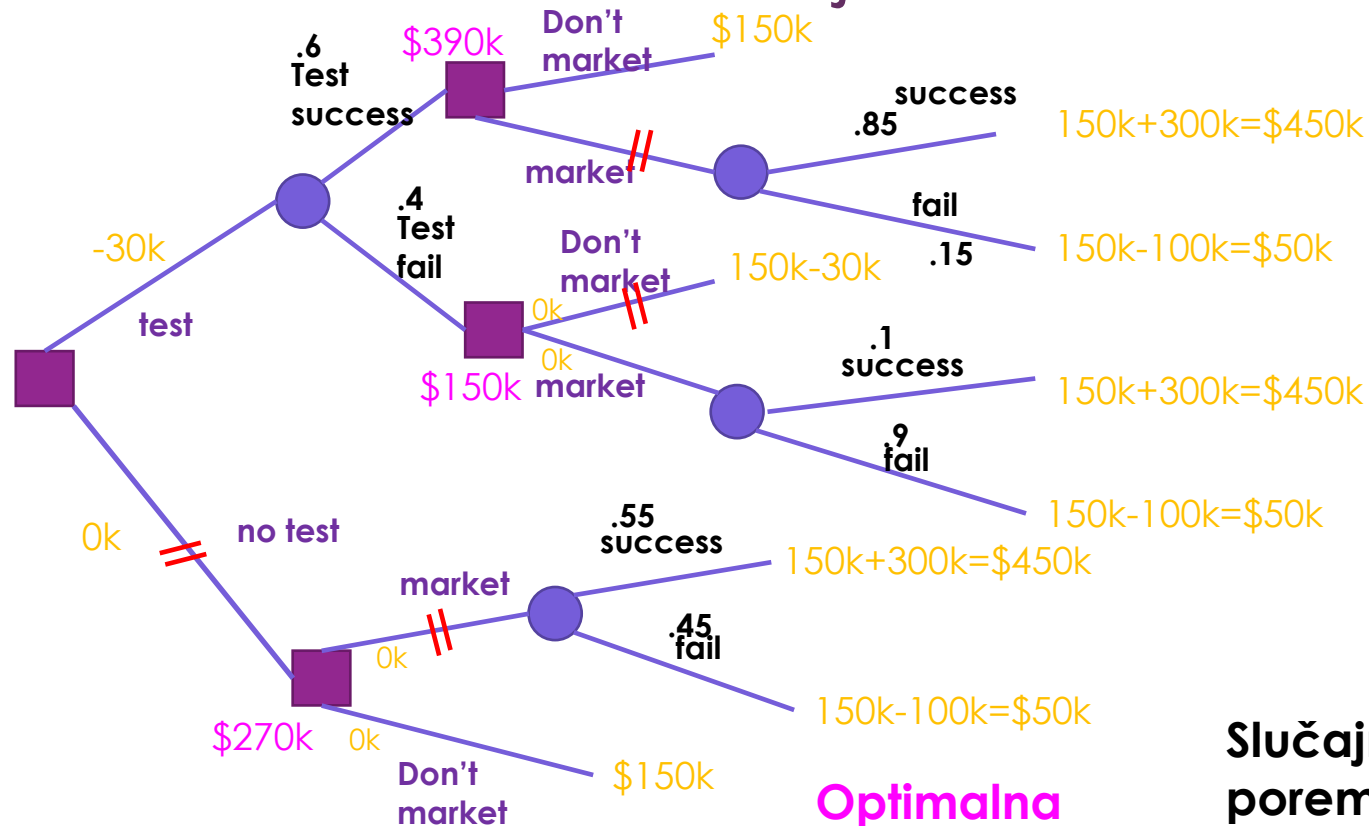 .6
Test
success
$390k
Don't
market
$150k
success
.85
150k+300k=$450k
market
fail
.15
150k-100k=$50k
.4
Test
fail
-30k
test
Don't
market
150k-30k
0k
0k
$150k
market
.1
success
150k+300k=$450k
.9
fail
150k-100k=$50k
0k
no test
.55
success
150k+300k=$450k
market
0k
.45
fail
150k-100k=$50k
$270k
0k
Don't
market
$150k
Optimalna
Slučaj
porem